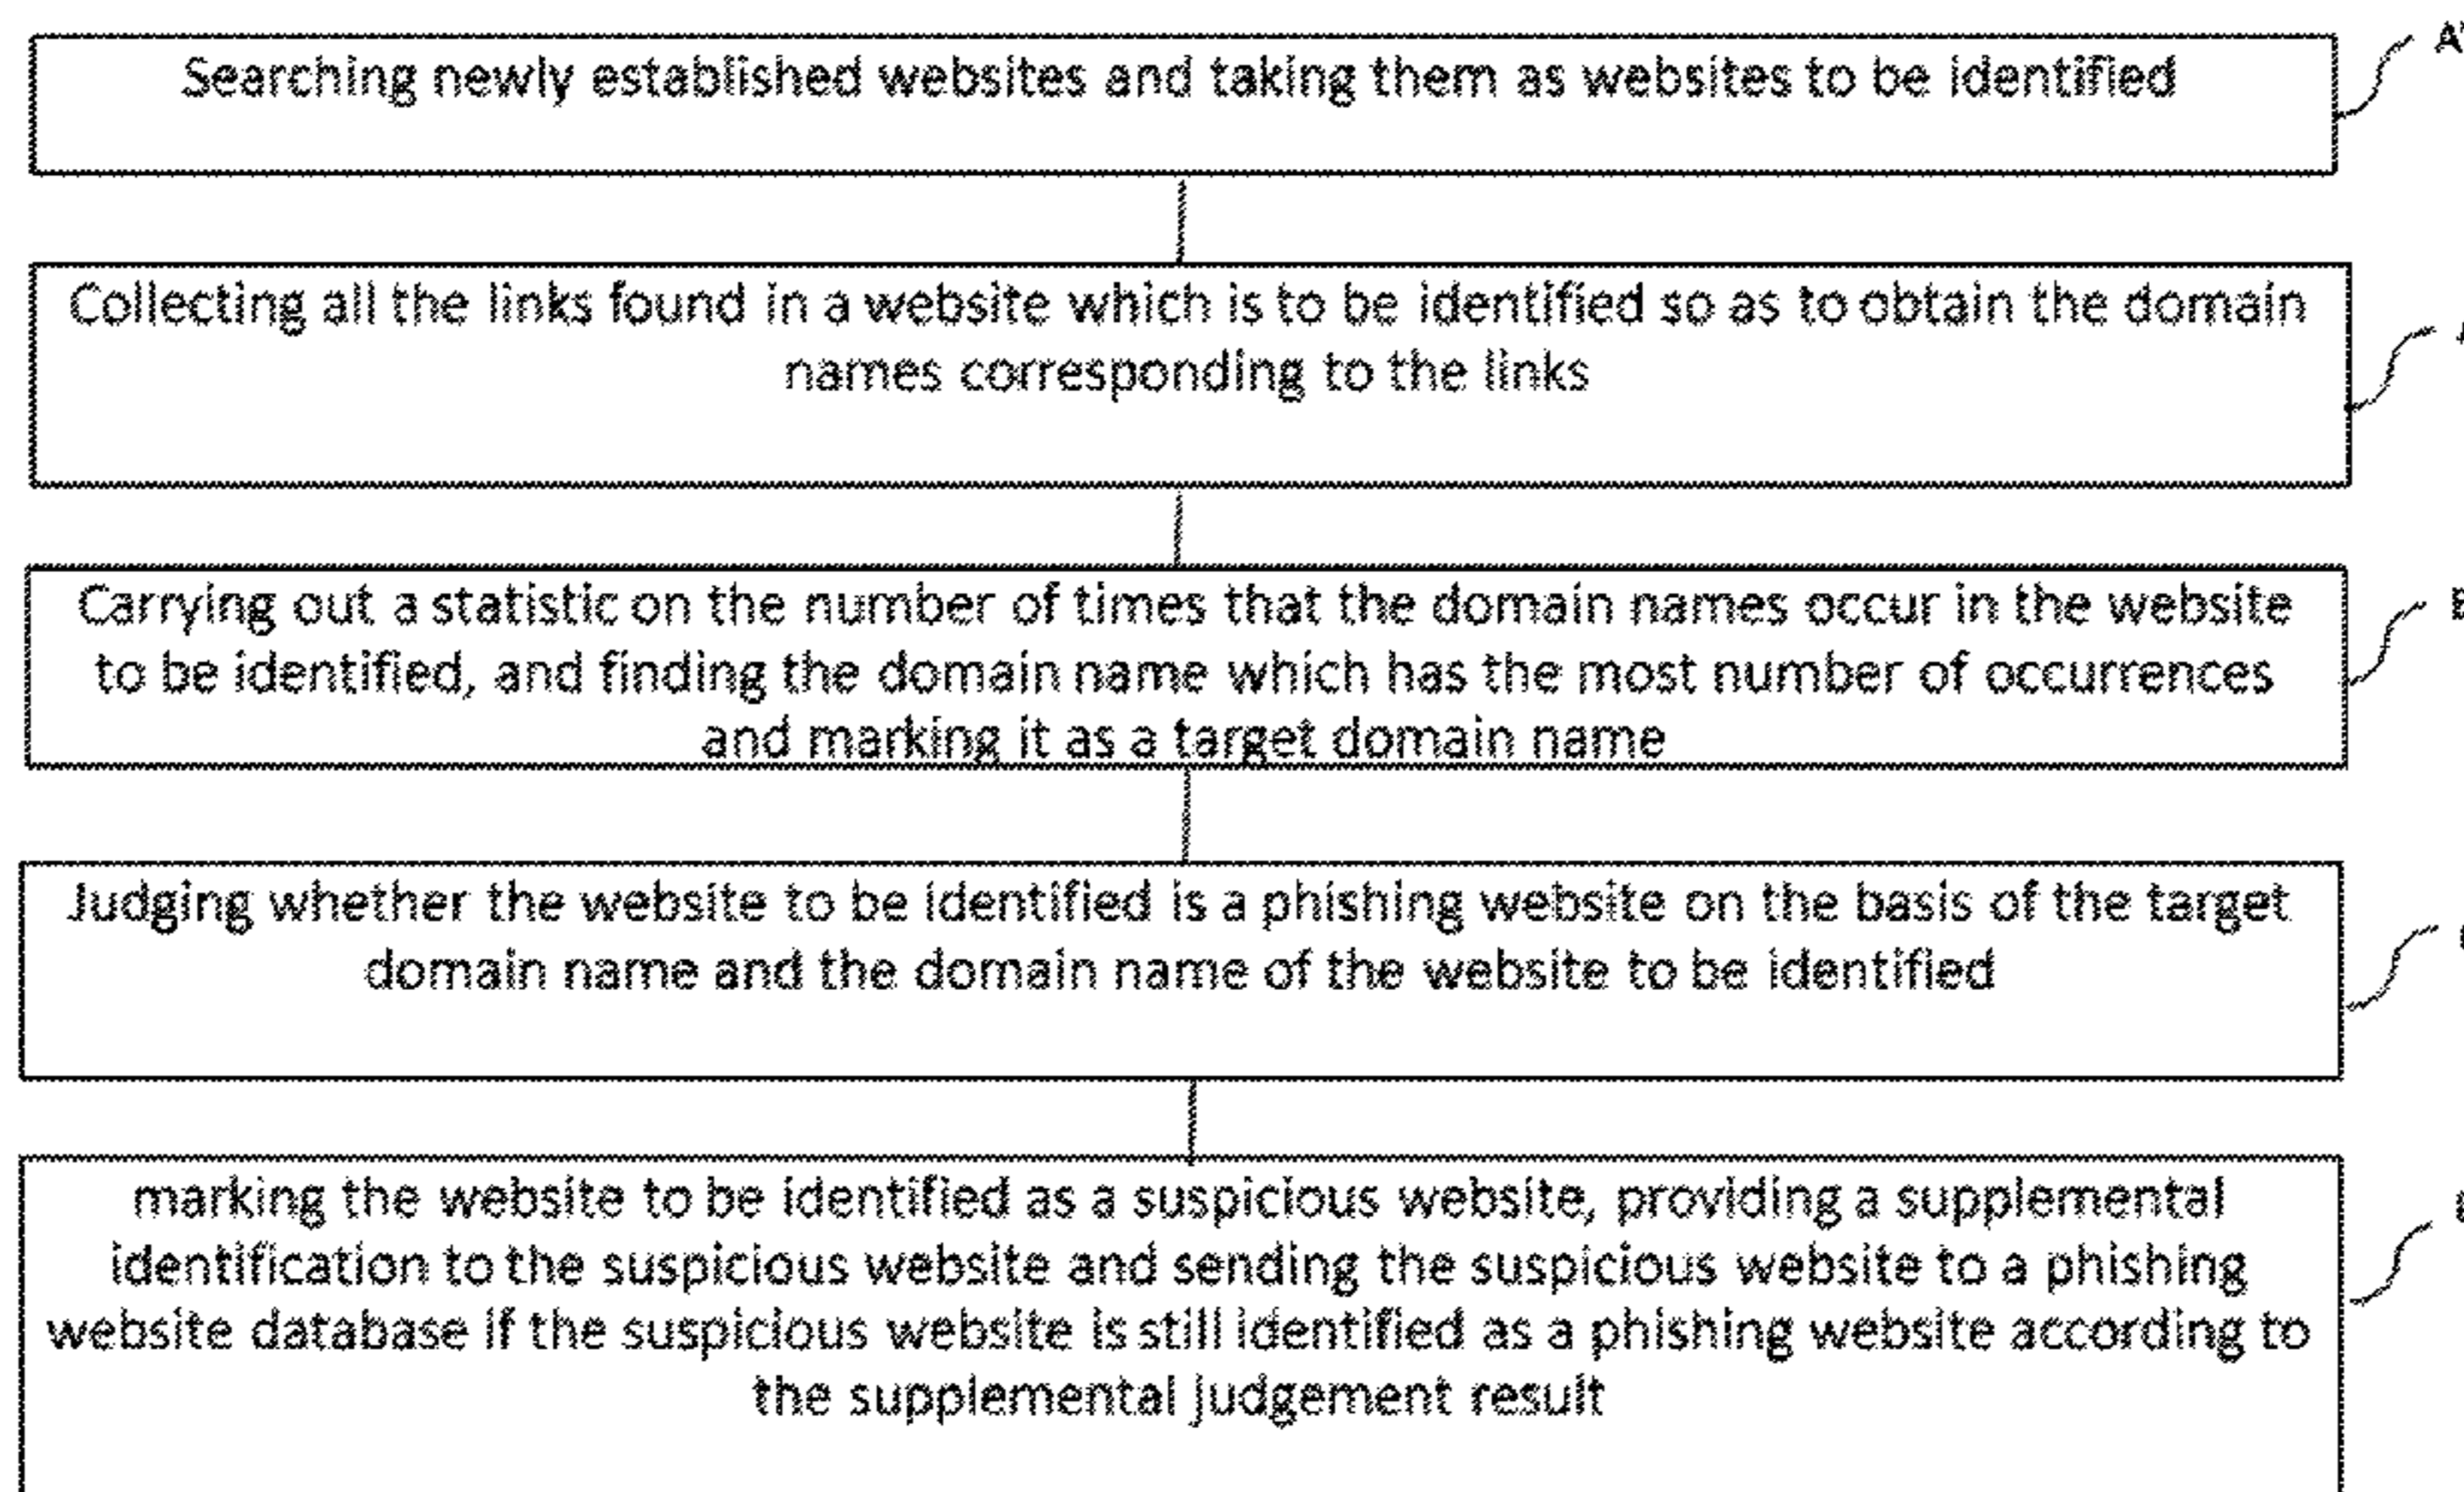 Searching newly established websites and taking them as websites to be identified
Collecting all the links found in a website which is to be identified so as to obtain the domain
names corresponding to the links
Carrying out a statistic on the number of times that the domain names occur in the website
to be identified, and finding the domain name which has the most number of occurrences
and marking it as a target domain name
Judging whether the website to be identified is a phishing website on the basis of the target
domain name and the domain name of the website to be identified
marking the website to be identified as a suspicious website, providing a supplemental
identification to the suspicious website and sending the suspicious website to a phishing
website database if the suspicious website is still identified as a phishing website according to
the supplemental judgement result